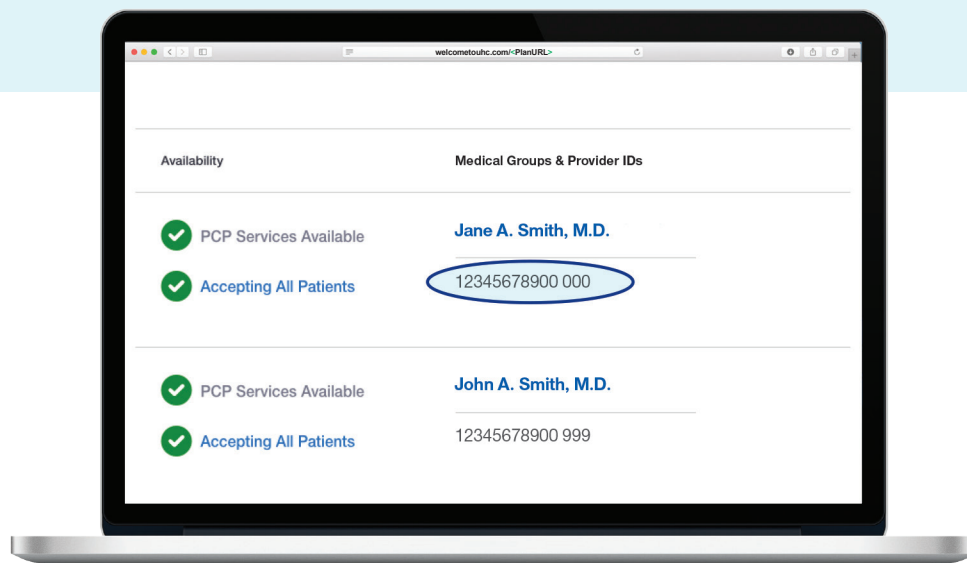 welcometouhc.com/<PlanURL>
Availability Medical Groups & Provider IDs
PCP Services Available Jane A. Smith, M.D.
Accepting All Patients 12345678900 000
PCP Services Available John A. Smith, M.D.
Accepting All Patients 12345678900 999